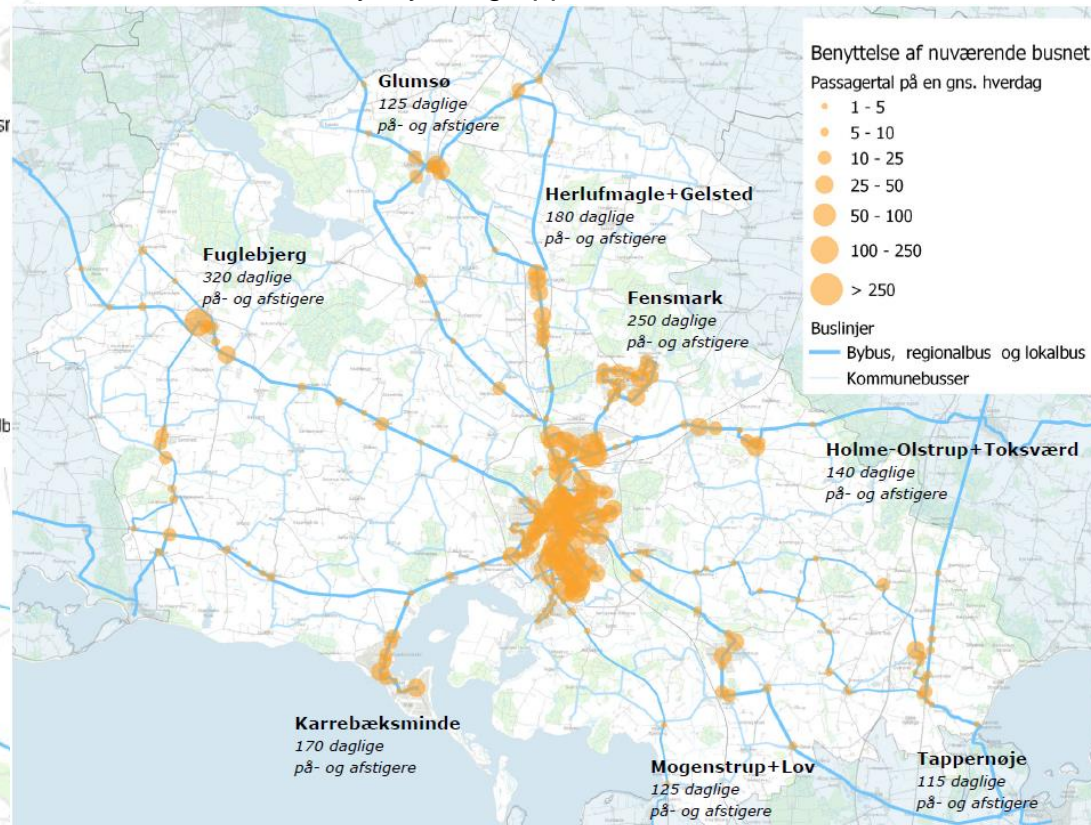 Benyttelse af nuværende busnet
Passagertal på en gns. hverdag
1 - 5
5 - 10
10 - 25
25 - 50
50 - 100
100 - 250
> 250
Buslinjer
Bybus, regionalbus og lokalbus
Kommunebusser
Glumsø
125 daglige
på- og afstigere
Herlufmagle+Gelsted
180 daglige
på- og afstigere
Fuglebjerg
320 daglige
på- og afstigere
Fensmark
250 daglige
på- og afstigere
Holme-Olstrup+Toksværd
140 daglige
på- og afstigere
Karrebæksminde
170 daglige
på- og afstigere
Mogenstrup+Lov
125 daglige
på- og afstigere
Tappernøje
115 daglige
på- og afstigere